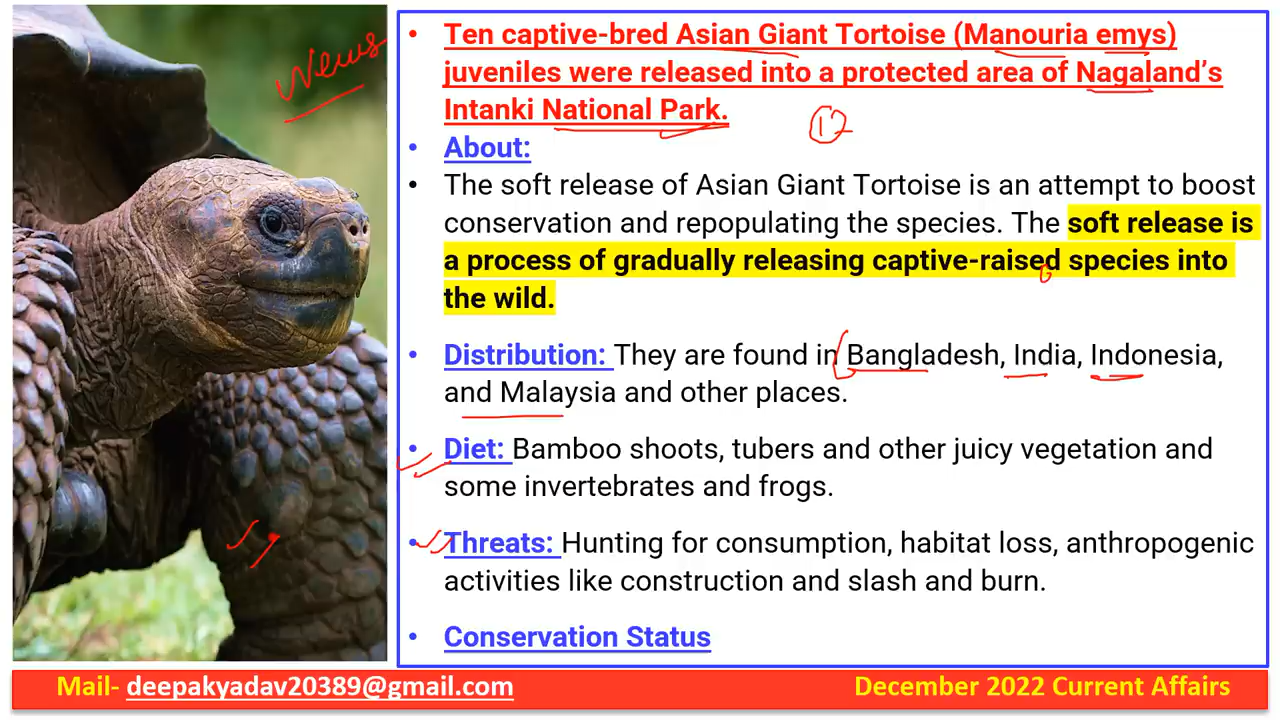 News
• Ten captive-bred Asian Giant Tortoise (Manouria emys)
juveniles were released into a protected area of Nagaland's
Intanki National Park.
12
• About:
• The soft release of Asian Giant Tortoise is an attempt to boost
conservation and repopulating the species. The soft release is
a process of gradually releasing captive-raised species into
the wild.
• Distribution: They are found in Bangladesh, India, Indonesia,
and Malaysia and other places.
• Diet: Bamboo shoots, tubers and other juicy vegetation and
some invertebrates and frogs.
• Threats: Hunting for consumption, habitat loss, anthropogenic
activities like construction and slash and burn.
• Conservation Status
Mail- deepakyadav20389@gmail.com
December 2022 Current Affairs